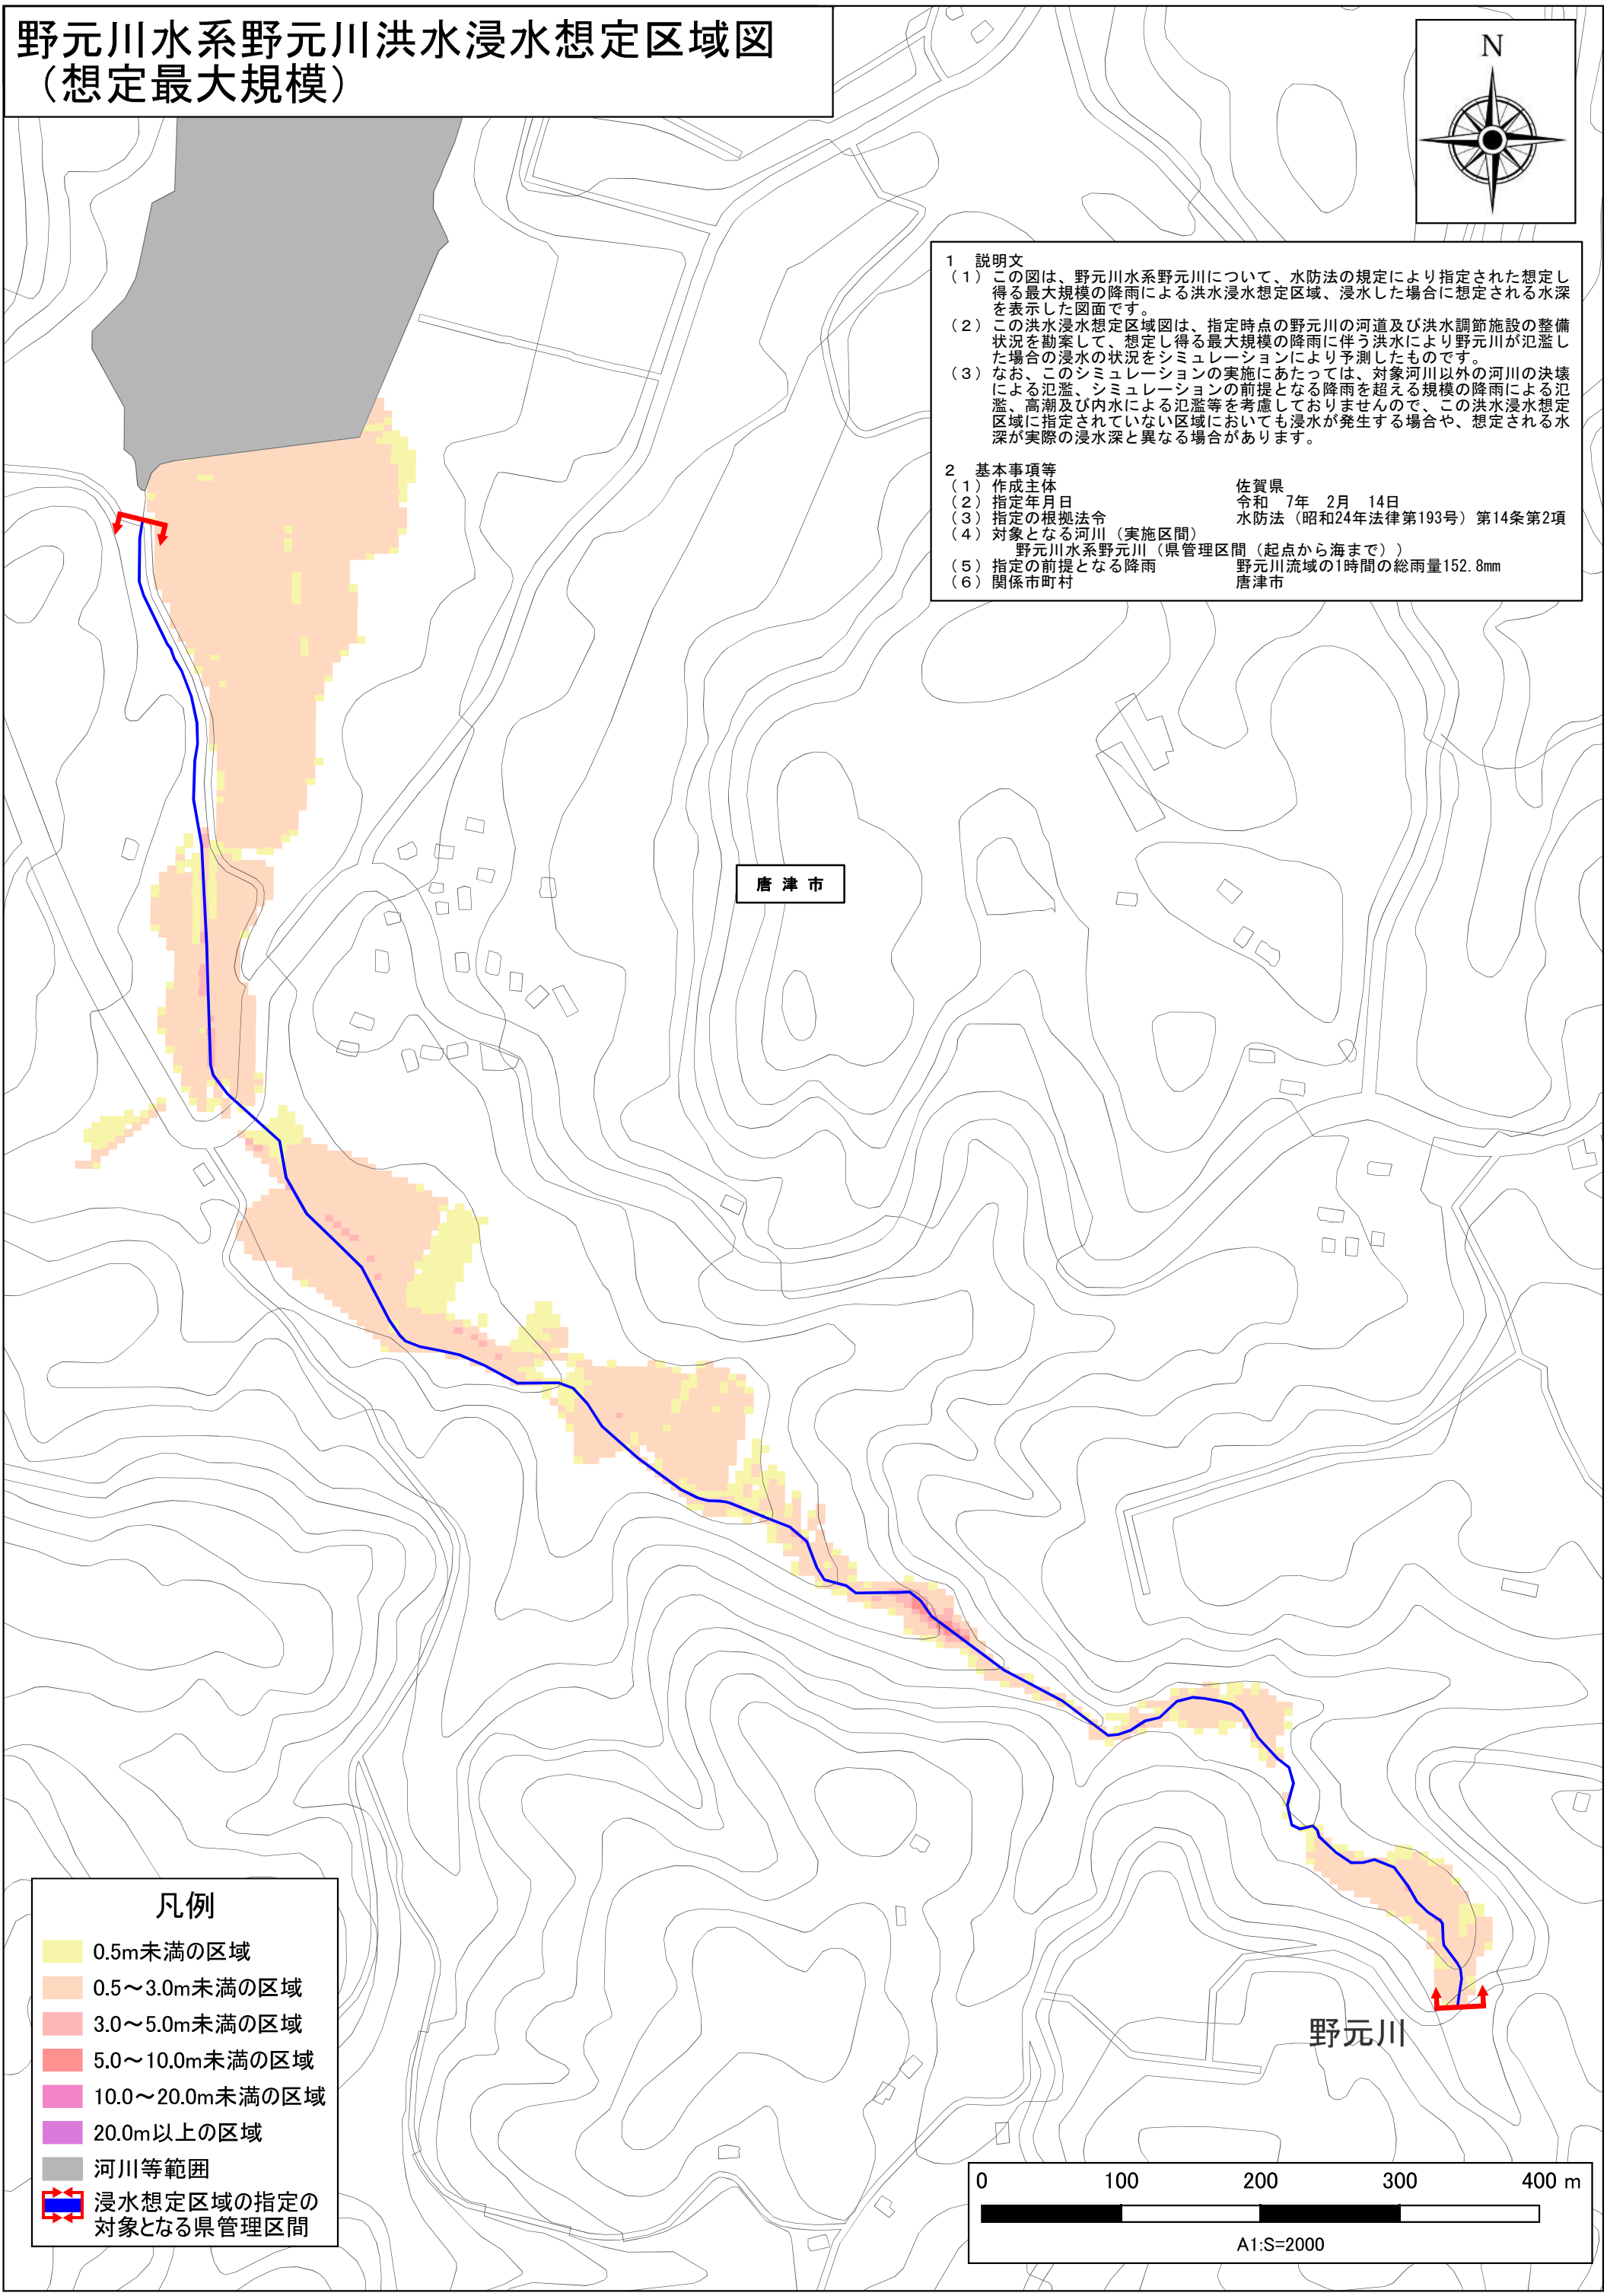 野元川水系野元川洪水浸水想定区域図
（想定最大規模）
N
1　説明文
（1）この図は、野元川水系野元川について、水防法の規定により指定された想定し
得る最大規模の降雨による洪水浸水想定区域、浸水した場合に想定される水深
を表示した図面です。
（2）この洪水浸水想定区域図は、指定時点の野元川の河道及び洪水調節施設の整備
状況を勘案して、想定し得る最大規模の降雨に伴う洪水により野元川が氾濫し
た場合の浸水の状況をシミュレーションにより予測したものです。
（3）なお、このシミュレーションの実施にあたっては、対象河川以外の河川の決壊
による氾濫、シミュレーションの前提となる降雨を超える規模の降雨による氾
濫、高潮及び内水による氾濫等を考慮しておりませんので、この洪水浸水想定
区域に指定されていない区域においても浸水が発生する場合や、想定される水
深が実際の浸水深と異なる場合があります。
2　基本事項等
（1）作成主体　佐賀県
（2）指定年月日　令和　7年　2月　14日
（3）指定の根拠法令　水防法（昭和24年法律第193号）第14条第2項
（4）対象となる河川（実施区間）
野元川水系野元川（県管理区間（起点から海まで））
（5）指定の前提となる降雨　野元川流域の1時間の総雨量152.8mm
（6）関係市町村　唐津市
唐津市
野元川
凡例
0.5m未満の区域
0.5～3.0m未満の区域
3.0～5.0m未満の区域
5.0～10.0m未満の区域
10.0～20.0m未満の区域
20.0m以上の区域
河川等範囲
浸水想定区域の指定の
対象となる県管理区間
0 100 200 300 400 m
A1:S=2000